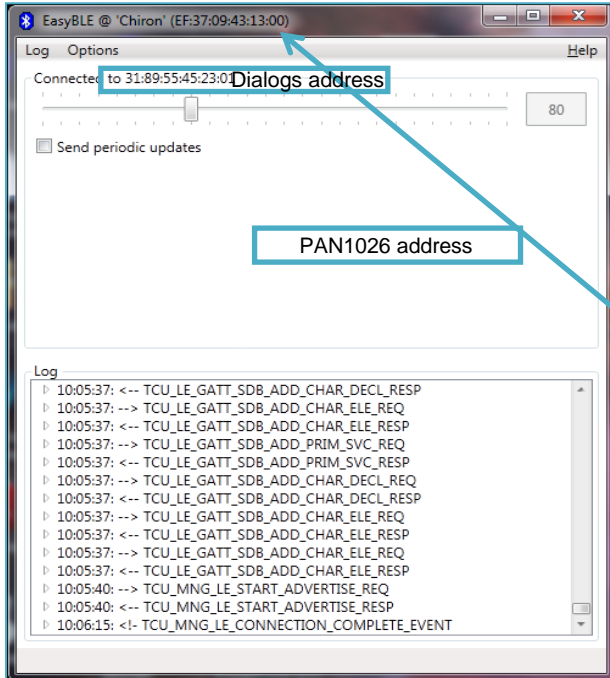 EasyBLE @ 'Chiron' (EF:37:09:43:13:00)
Log Options Help
Connected to 31:89:55:45:23:01
Dialogs address
80
Send periodic updates
PAN1026 address
Log
10:05:37: <-- TCU_LE_GATT_SDB_ADD_CHAR_DECL_RESP
10:05:37: --> TCU_LE_GATT_SDB_ADD_CHAR_ELE_REQ
10:05:37: <-- TCU_LE_GATT_SDB_ADD_CHAR_ELE_RESP
10:05:37: --> TCU_LE_GATT_SDB_ADD_PRIM_SVC_REQ
10:05:37: <-- TCU_LE_GATT_SDB_ADD_PRIM_SVC_RESP
10:05:37: --> TCU_LE_GATT_SDB_ADD_CHAR_DECL_REQ
10:05:37: <-- TCU_LE_GATT_SDB_ADD_CHAR_DECL_RESP
10:05:37: --> TCU_LE_GATT_SDB_ADD_CHAR_ELE_REQ
10:05:37: <-- TCU_LE_GATT_SDB_ADD_CHAR_ELE_RESP
10:05:37: --> TCU_LE_GATT_SDB_ADD_CHAR_ELE_REQ
10:05:37: <-- TCU_LE_GATT_SDB_ADD_CHAR_ELE_RESP
10:05:40: --> TCU_MNG_LE_START_ADVERTISE_REQ
10:05:40: <-- TCU_MNG_LE_START_ADVERTISE_RESP
10:06:15: <!- TCU_MNG_LE_CONNECTION_COMPLETE_EVENT